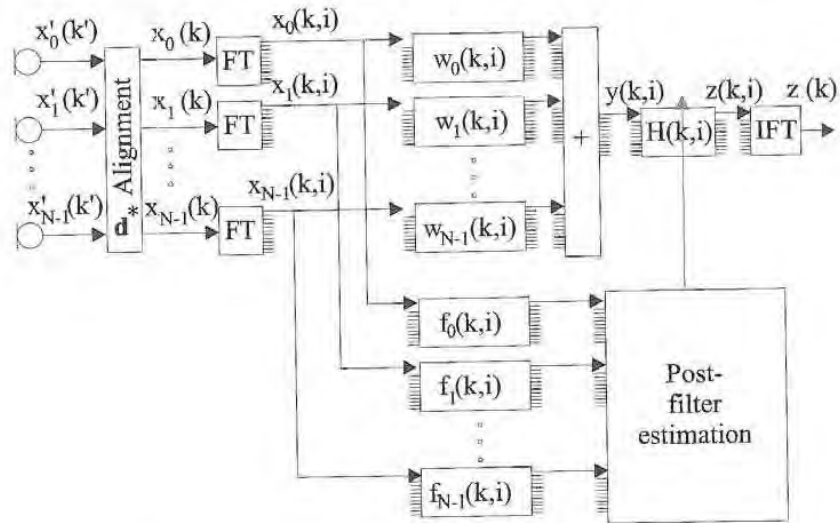 x'0(k') x0(k) x0(k,i)
FT w0(k,i)
x'1(k') x1(k) x1(k,i)
FT w1(k,i)
y(k,i) z(k,i) z (k)
+ H(k,i) IFT
d* Alignment
x'N-1(k') xN-1(k) xN-1(k,i)
FT wN-1(k,i)
f0(k,i)
f1(k,i)
Post-
filter
estimation
fN-1(k,i)